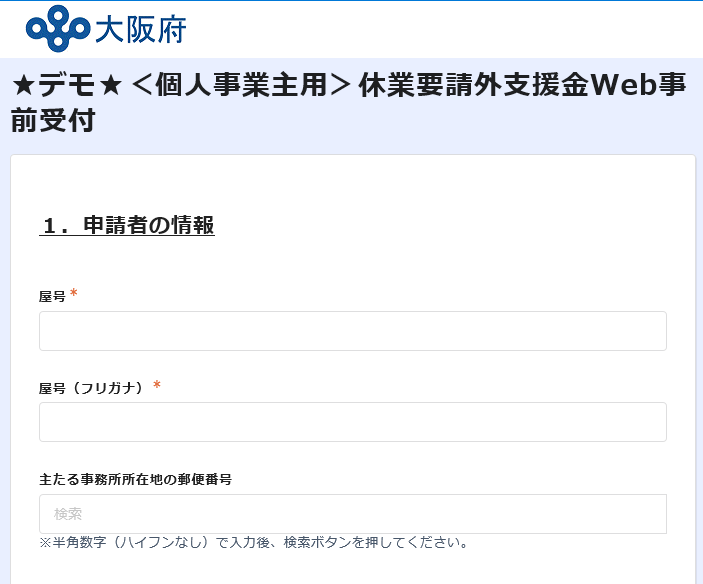 大阪府
★デモ★＜個人事業主用＞休業要請外支援金Web事
前受付
１．申請者の情報
屋号*
屋号（フリガナ）*
主たる事務所所在地の郵便番号
検索
※半角数字（ハイフンなし）で入力後、検索ボタンを押してください。